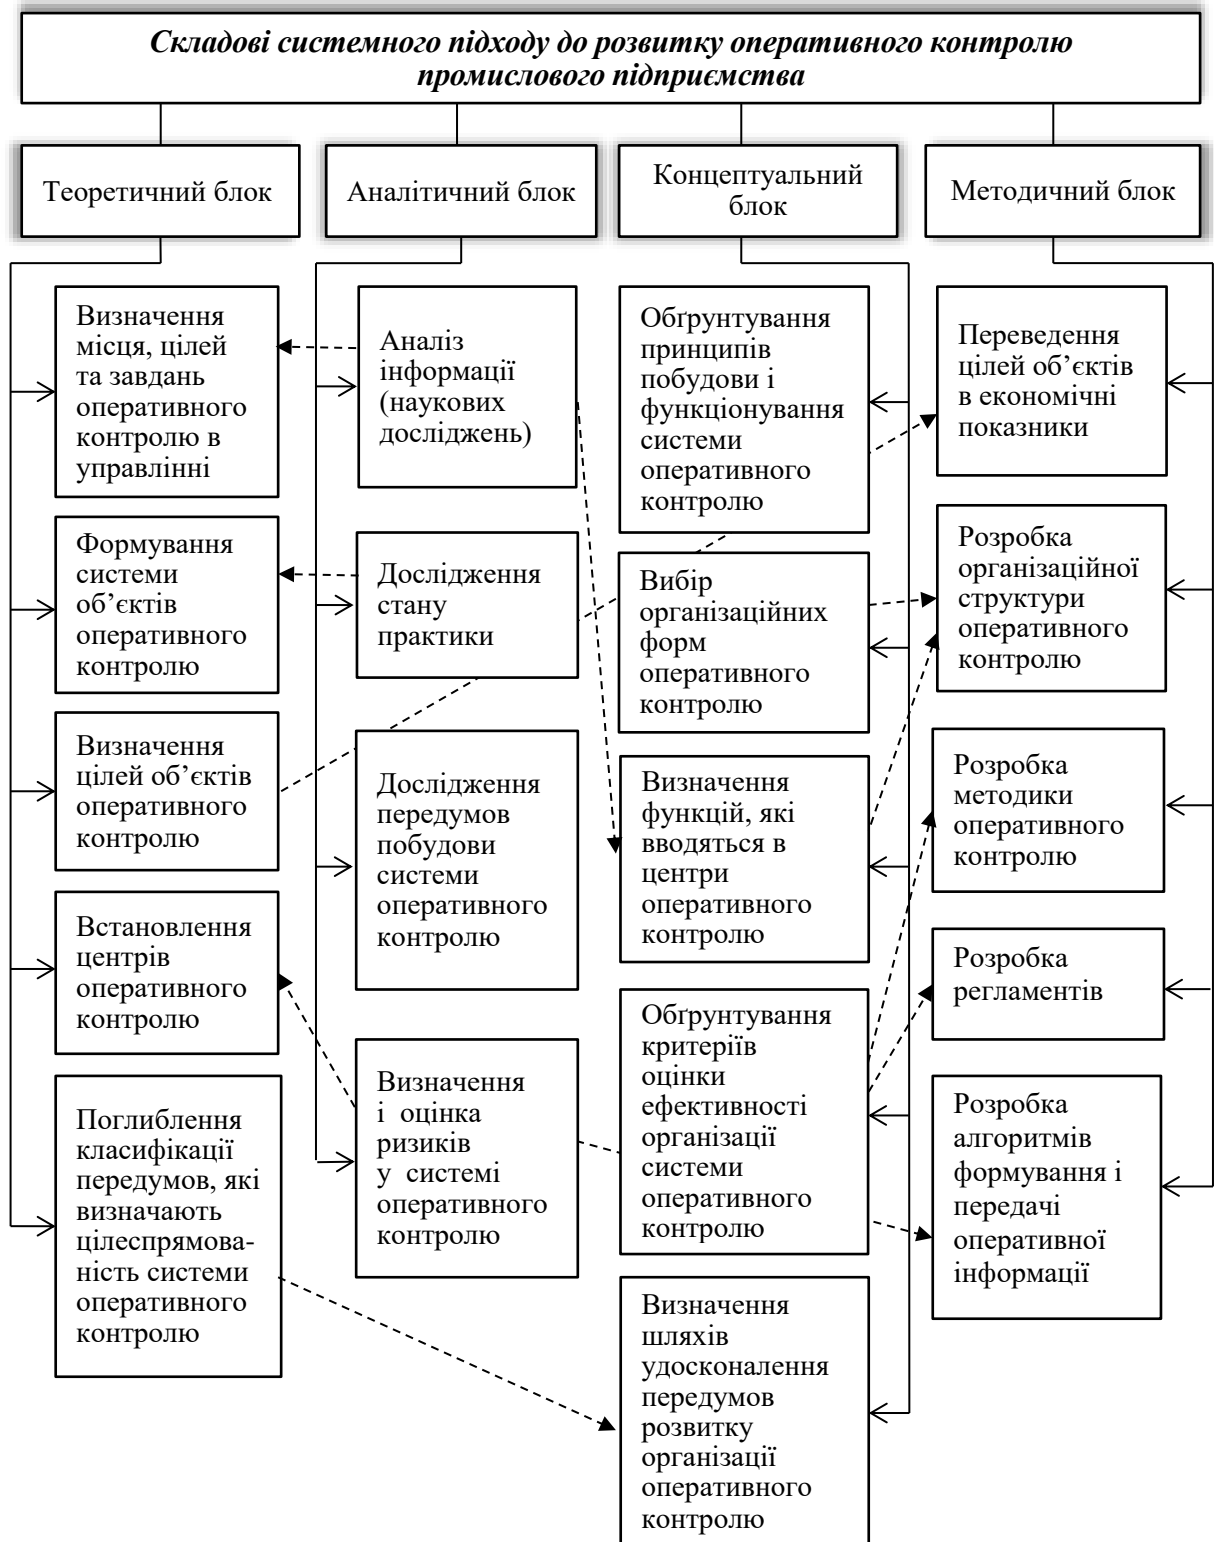 Складові системного підходу до розвитку оперативного контролю
промислового підприємства
Теоретичний блок
Аналітичний блок
Концептуальний
блок
Методичний блок
Визначення
місця, цілей
та завдань
оперативного
контролю в
управлінні
Формування
системи
об’єктів
оперативного
контролю
Визначення
цілей об’єктів
оперативного
контролю
Встановлення
центрів
оперативного
контролю
Поглиблення
класифікації
передумов, які
визначають
цілеспрямова-
ність системи
оперативного
контролю
Аналіз
інформації
(наукових
досліджень)
Дослідження
стану
практики
Дослідження
передумов
побудови
системи
оперативного
контролю
Визначення
і оцінка
ризиків
у системі
оперативного
контролю
Обґрунтування
принципів
побудови і
функціонування
системи
оперативного
контролю
Вибір
організаційних
форм
оперативного
контролю
Визначення
функцій, які
вводяться в
центри
оперативного
контролю
Обґрунтування
критеріїв
оцінки
ефективності
організації
системи
оперативного
контролю
Визначення
шляхів
удосконалення
передумов
розвитку
організації
оперативного
контролю
Переведення
цілей об’єктів
в економічні
показники
Розробка
організаційної
структури
оперативного
контролю
Розробка
методики
оперативного
контролю
Розробка
регламентів
Розробка
алгоритмів
формування і
передачі
оперативної
інформації